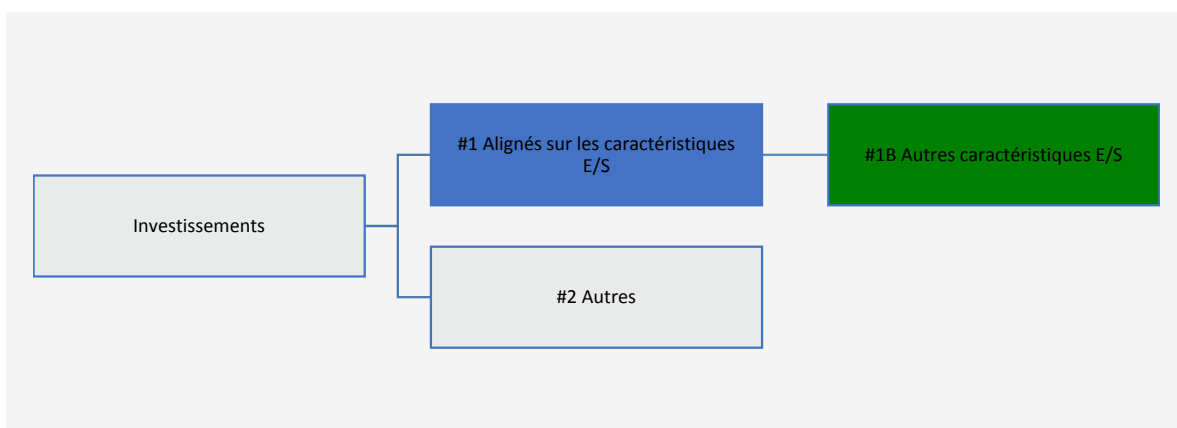 #1 Alignés sur les caractéristiques
E/S
#1B Autres caractéristiques E/S
Investissements
#2 Autres